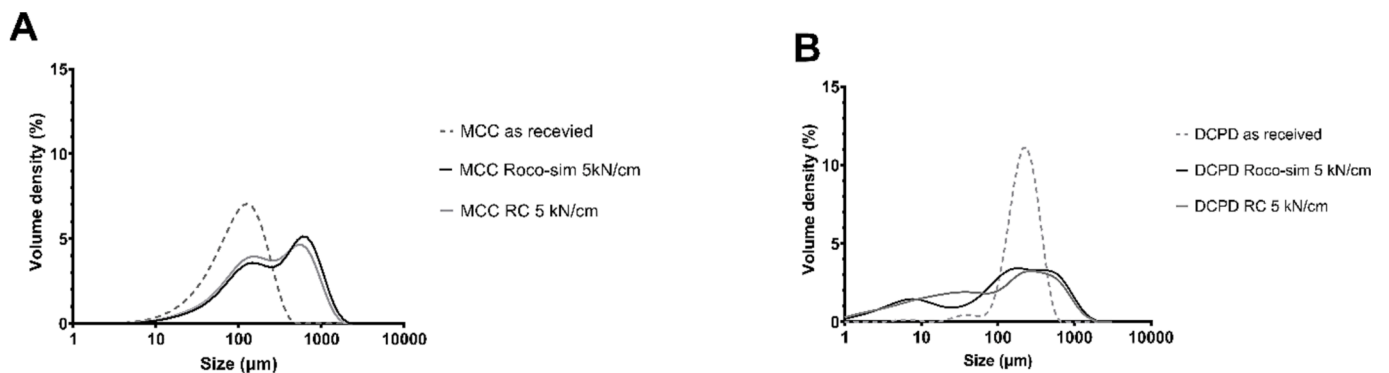 A
Volume density (%)
15
10
5
0
1
10
100
1000
10000
Size (µm)
MCC as recevied
MCC Roco-sim 5kN/cm
MCC RC 5 kN/cm
B
Volume density (%)
15
10
5
0
1
10
100
1000
10000
Size (µm)
DCPD as received
DCPD Roco-sim 5 kN/cm
DCPD RC 5 kN/cm